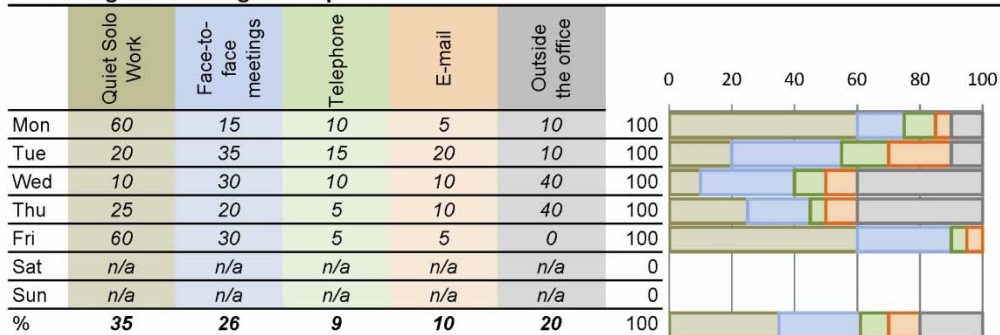 Quiet Solo Work
Face-to-face meetings
Telephone
E-mail
Outside the office
0 20 40 60 80 100
Mon 60 15 10 5 10 100
Tue 20 35 15 20 10 100
Wed 10 30 10 10 40 100
Thu 25 20 5 10 40 100
Fri 60 30 5 5 0 100
Sat n/a n/a n/a n/a n/a 0
Sun n/a n/a n/a n/a n/a 0
% 35 26 9 10 20 100